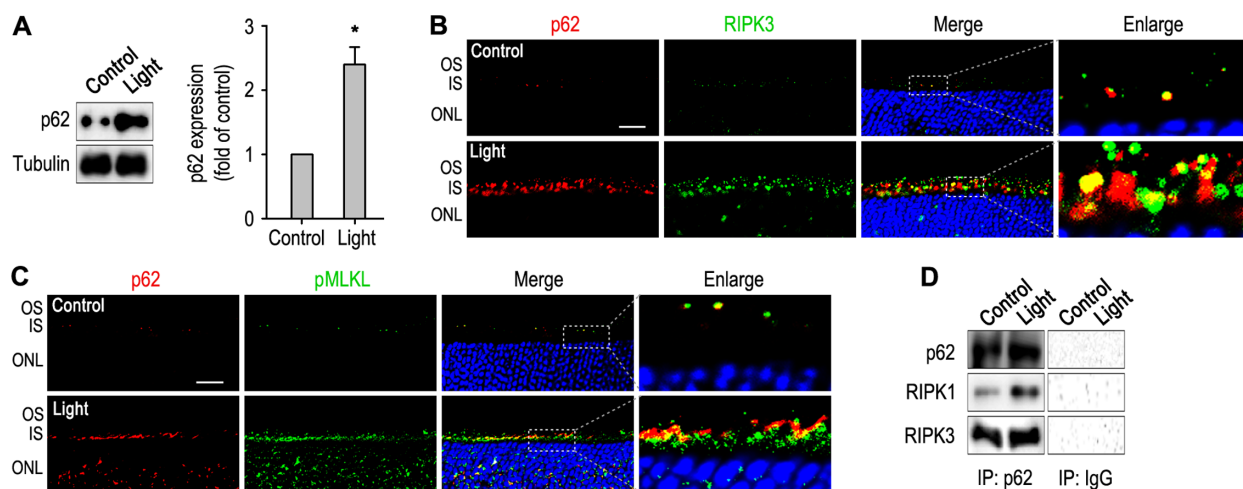 A
Control
Light
p62
Tubulin
p62 expression
(fold of control)
3
2
1
0
*
Control
Light
B
p62
RIPK3
Merge
Enlarge
Control
OS
IS
ONL
Light
OS
IS
ONL
C
p62
pMLKL
Merge
Enlarge
Control
OS
IS
ONL
Light
OS
IS
ONL
D
Control
Light
Control
Light
p62
RIPK1
RIPK3
IP: p62
IP: IgG